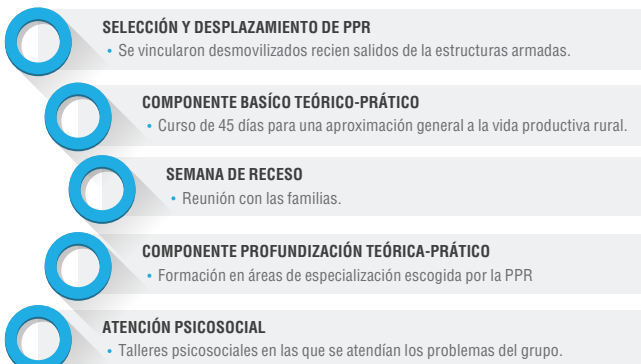 SELECCIÓN Y DESPLAZAMIENTO DE PPR
• Se vincularon desmovilizados recien salidos de la estructuras armadas.
COMPONENTE BASÍCO TEÓRICO-PRÁTICO
• Curso de 45 días para una aproximación general a la vida productiva rural.
SEMANA DE RECESO
• Reunión con las familias.
COMPONENTE PROFUNDIZACIÓN TEÓRICA-PRÁTICO
• Formación en áreas de especialización escogida por la PPR
ATENCIÓN PSICOSOCIAL
• Talleres psicosociales en las que se atendían los problemas del grupo.